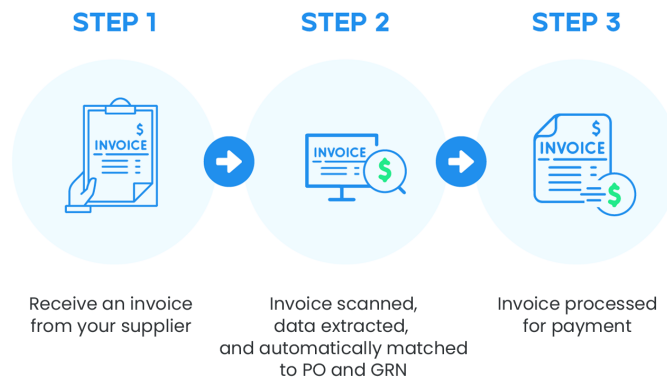 STEP 1
STEP 2
STEP 3
$
INVOICE
INVOICE
$
$
INVOICE
$
Receive an invoice
from your supplier
Invoice scanned,
data extracted,
and automatically matched
to PO and GRN
Invoice processed
for payment